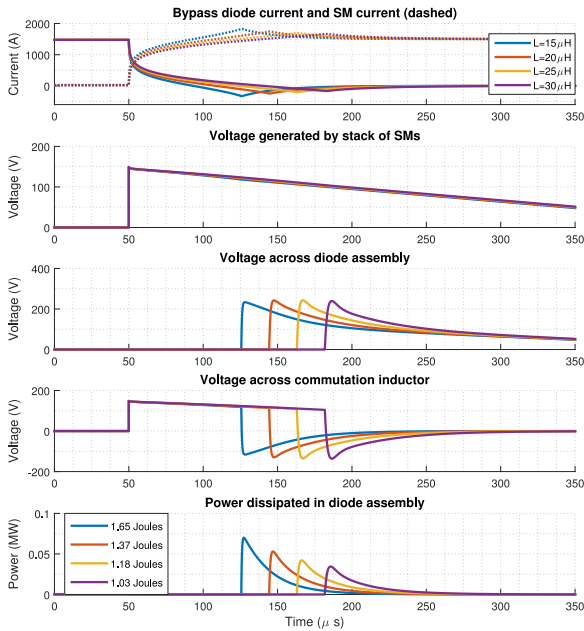 Bypass diode current and SM current (dashed)
Current (A)
2000
1000
0
0 50 100 150 200 250 300 350
L=15μH
L=20μH
L=25μH
L=30μH
Voltage generated by stack of SMs
Voltage (V)
200
100
0
0 50 100 150 200 250 300 350
Voltage across diode assembly
Voltage (V)
400
200
0
0 50 100 150 200 250 300 350
Voltage across commutation inductor
Voltage (V)
200
0
-200
0 50 100 150 200 250 300 350
Power dissipated in diode assembly
Power (MW)
0.1
0.05
0
1.65 Joules
1.37 Joules
1.18 Joules
1.03 Joules
0 50 100 150 200 250 300 350
Time (μ s)